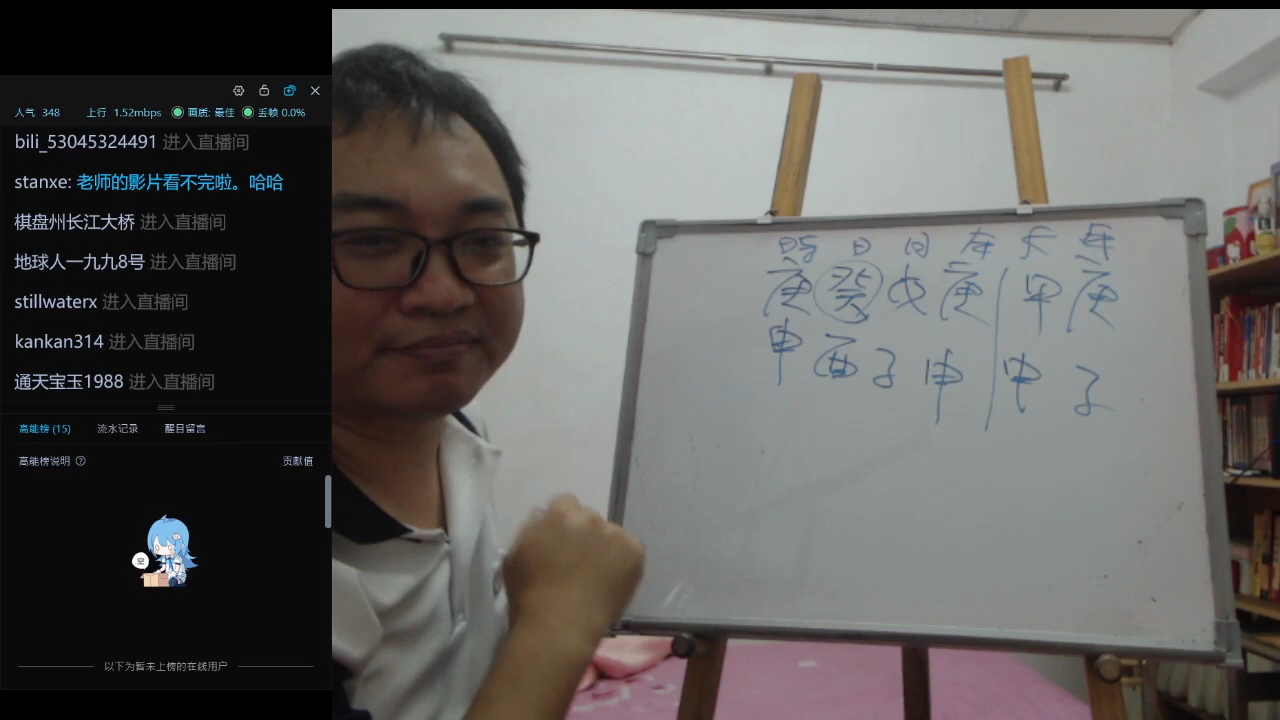 人气 348 上行 1.52mbps 画质: 最佳 丢帧 0.0%
bili_53045324491 进入直播间
stanxe: 老师的影片看不完啦。哈哈
棋盘州长江大桥 进入直播间
地球人一九九8号 进入直播间
stillwaterx 进入直播间
kankan314 进入直播间
通天宝玉1988 进入直播间
高能榜 (15) 流水记录 醒目留言
高能榜说明 贡献值
空
以下为暂未上榜的在线用户
時 日 月 年 大 年
庚 癸 戊 庚 甲 庚
申 酉 子 申 申 子